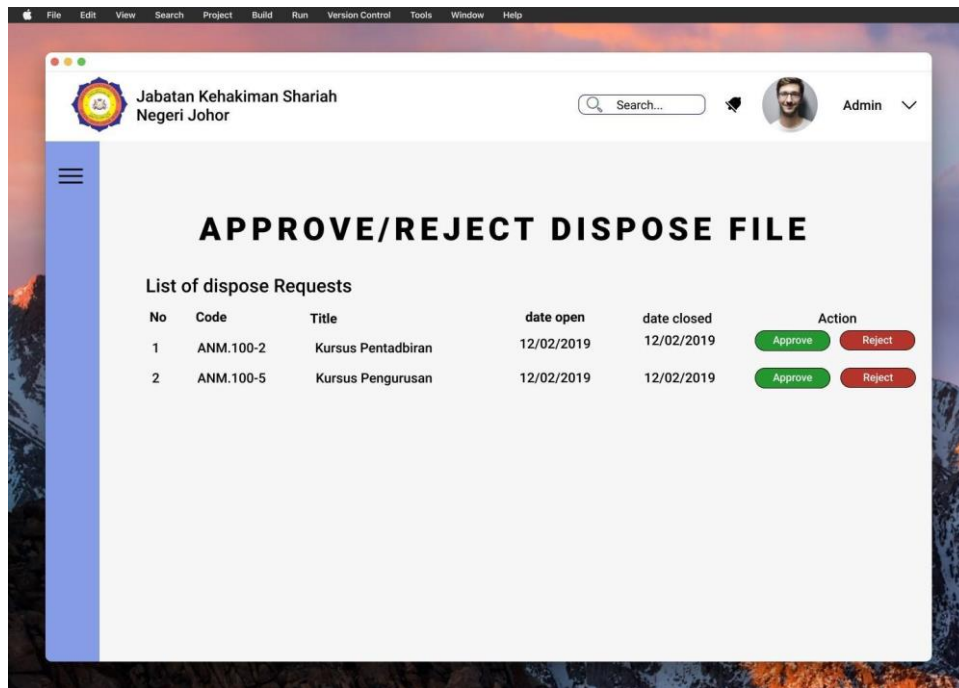 File Edit View Search Project Build Run Version Control Tools Window Help
Jabatan Kehakiman Shariah
Negeri Johor
Search...
Admin
APPROVE/REJECT DISPOSE FILE
List of dispose Requests
No Code Title date open date closed Action
1 ANM.100-2 Kursus Pentadbiran 12/02/2019 12/02/2019 Approve Reject
2 ANM.100-5 Kursus Pengurusan 12/02/2019 12/02/2019 Approve Reject